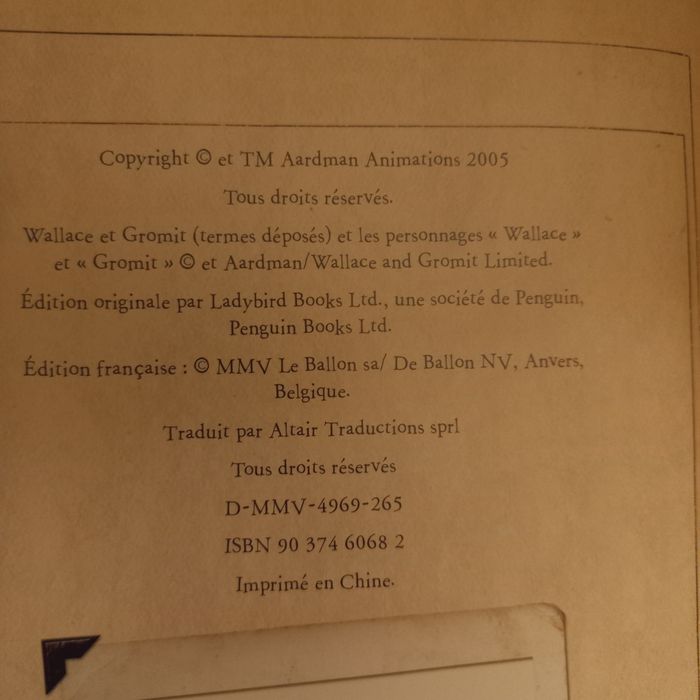 Copyright © et TM Aardman Animations 2005
Tous droits réservés.
Wallace et Gromit (termes déposés) et les personnages « Wallace »
et « Gromit » © et Aardman/Wallace and Gromit Limited.
Édition originale par Ladybird Books Ltd., une société de Penguin,
Penguin Books Ltd.
Édition française : © MMV Le Ballon sa/ De Ballon NV, Anvers,
Belgique.
Traduit par Altair Traductions sprl
Tous droits réservés
D-MMV-4969-265
ISBN 90 374 6068 2
Imprimé en Chine.